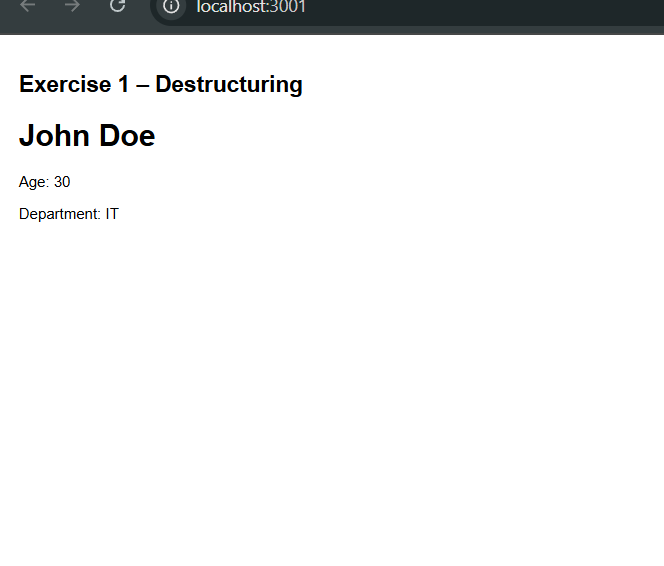 localhost:3001
Exercise 1 – Destructuring
John Doe
Age: 30
Department: IT